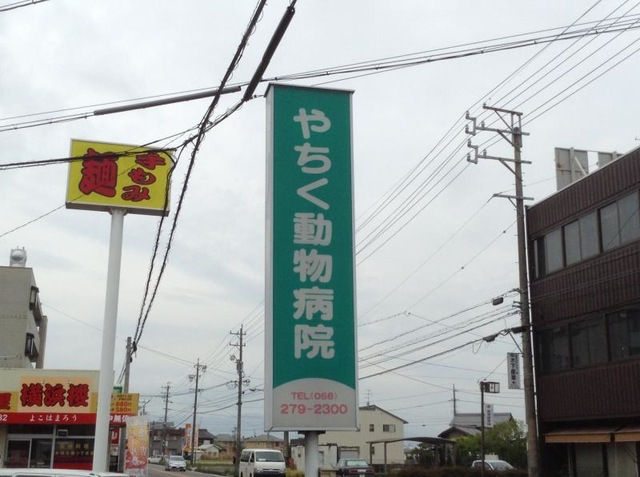 やちく動物病院
TEL(058)
279-2300
手もみ
麺
横浜楼
よこはまろう